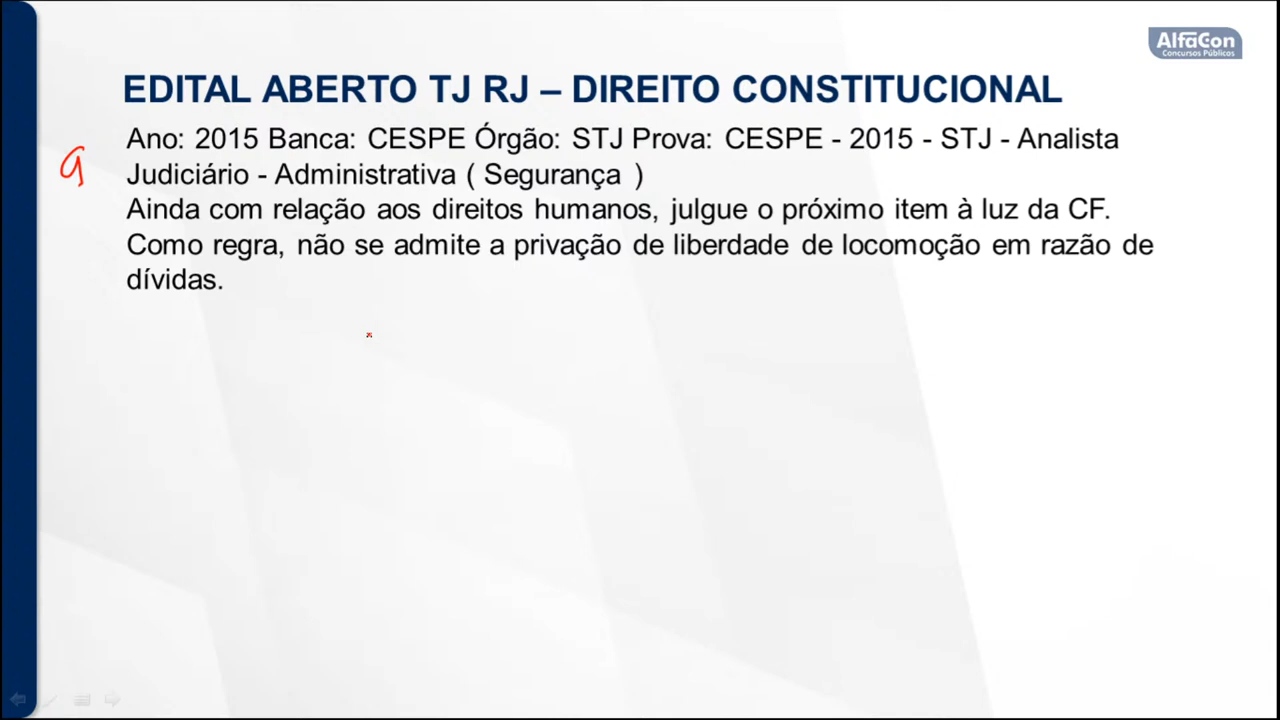 AlfaCon
Concursos Públicos
EDITAL ABERTO TJ RJ – DIREITO CONSTITUCIONAL
9
Ano: 2015 Banca: CESPE Órgão: STJ Prova: CESPE - 2015 - STJ - Analista
Judiciário - Administrativa ( Segurança )
Ainda com relação aos direitos humanos, julgue o próximo item à luz da CF.
Como regra, não se admite a privação de liberdade de locomoção em razão de
dívidas.